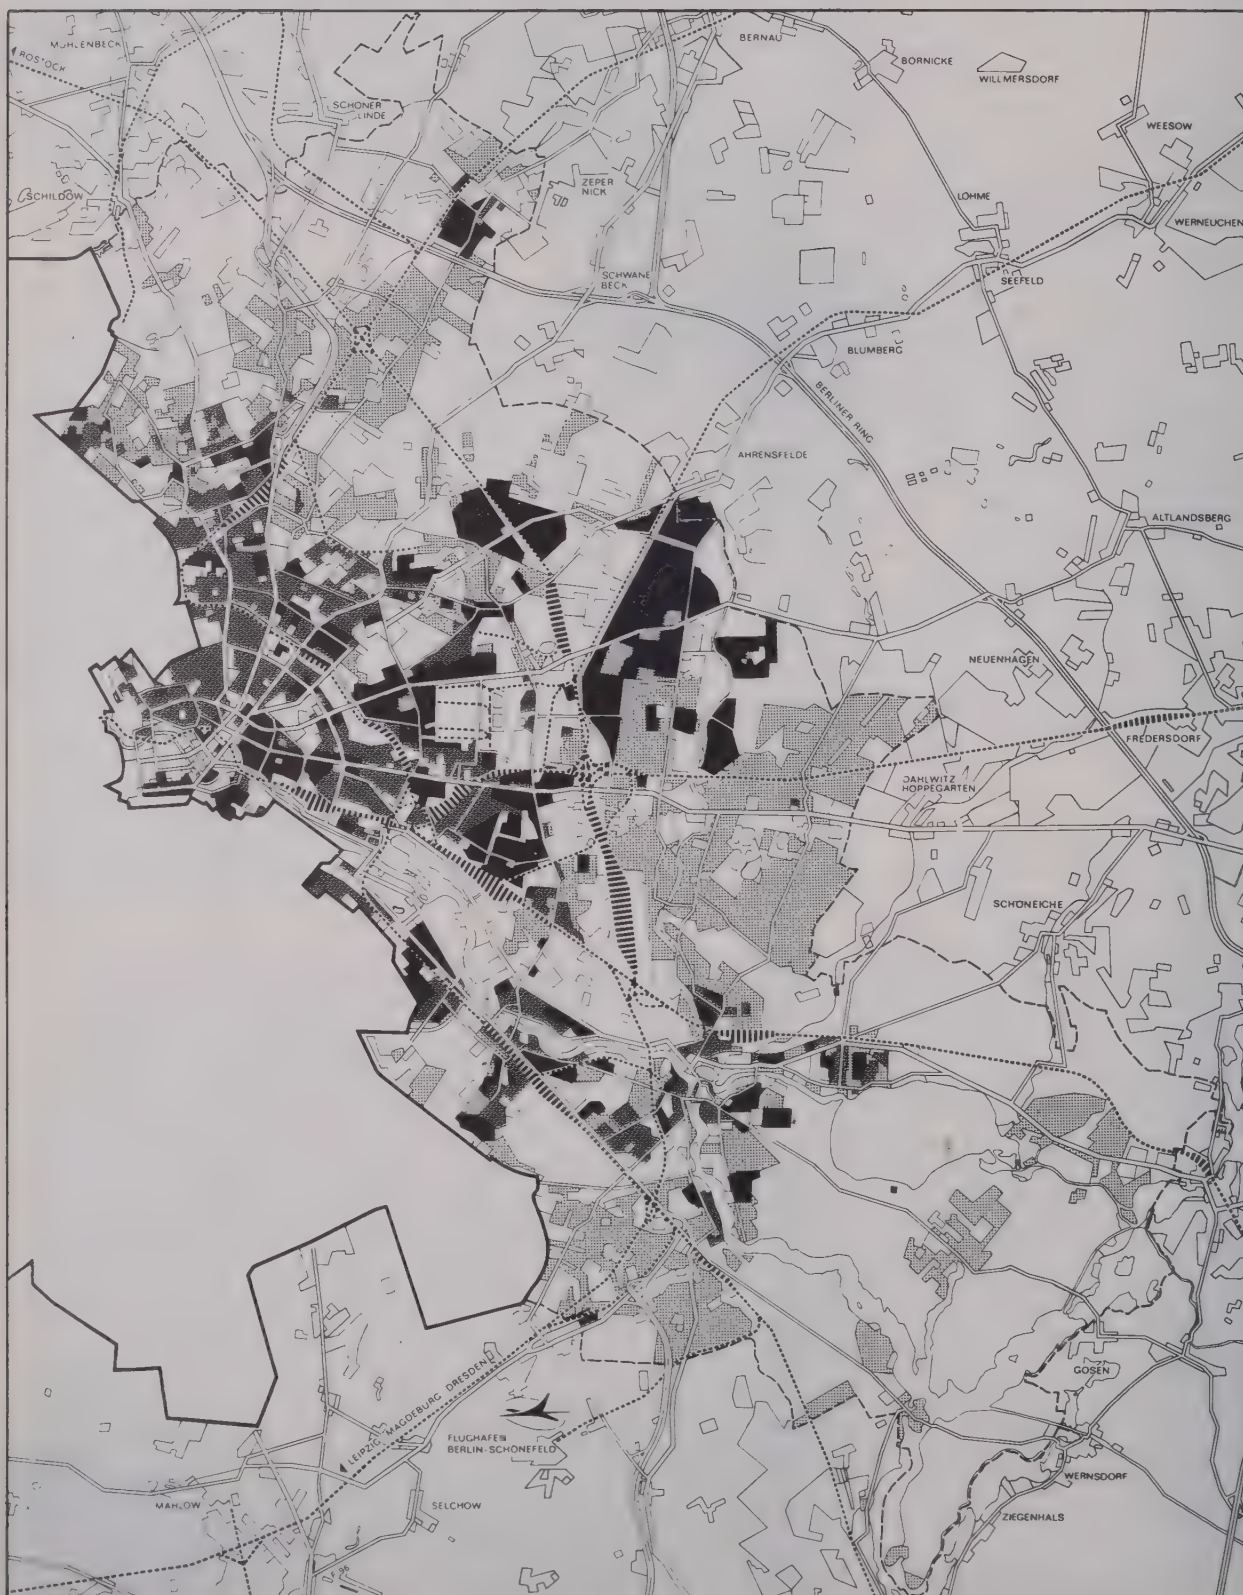 MÜHLENBECK
ROSTOCK
BERNAU
BÖRNICKE
WILLMERSDORF
SCHÖNER
LINDE
WEESOW
SCHILDOW
ZEPER
NICK
LÖHME
WERNEUCHEN
SCHWANE
BECK
SEEFELD
BLUMBERG
BERLINER RING
AHRENSFELDE
ALTLANDSBERG
NEUENHAGEN
FREDERSDORF
DAHLWITZ
HOPPEGARTEN
SCHÖNEICHE
GOSEN
LEIPZIG MAGDEBURG DRESDEN
FLUGHAFEN
BERLIN-SCHÖNEFELD
WERNSDORF
MAHLOW
SELCHOW
ZIEGENHALS
F 96